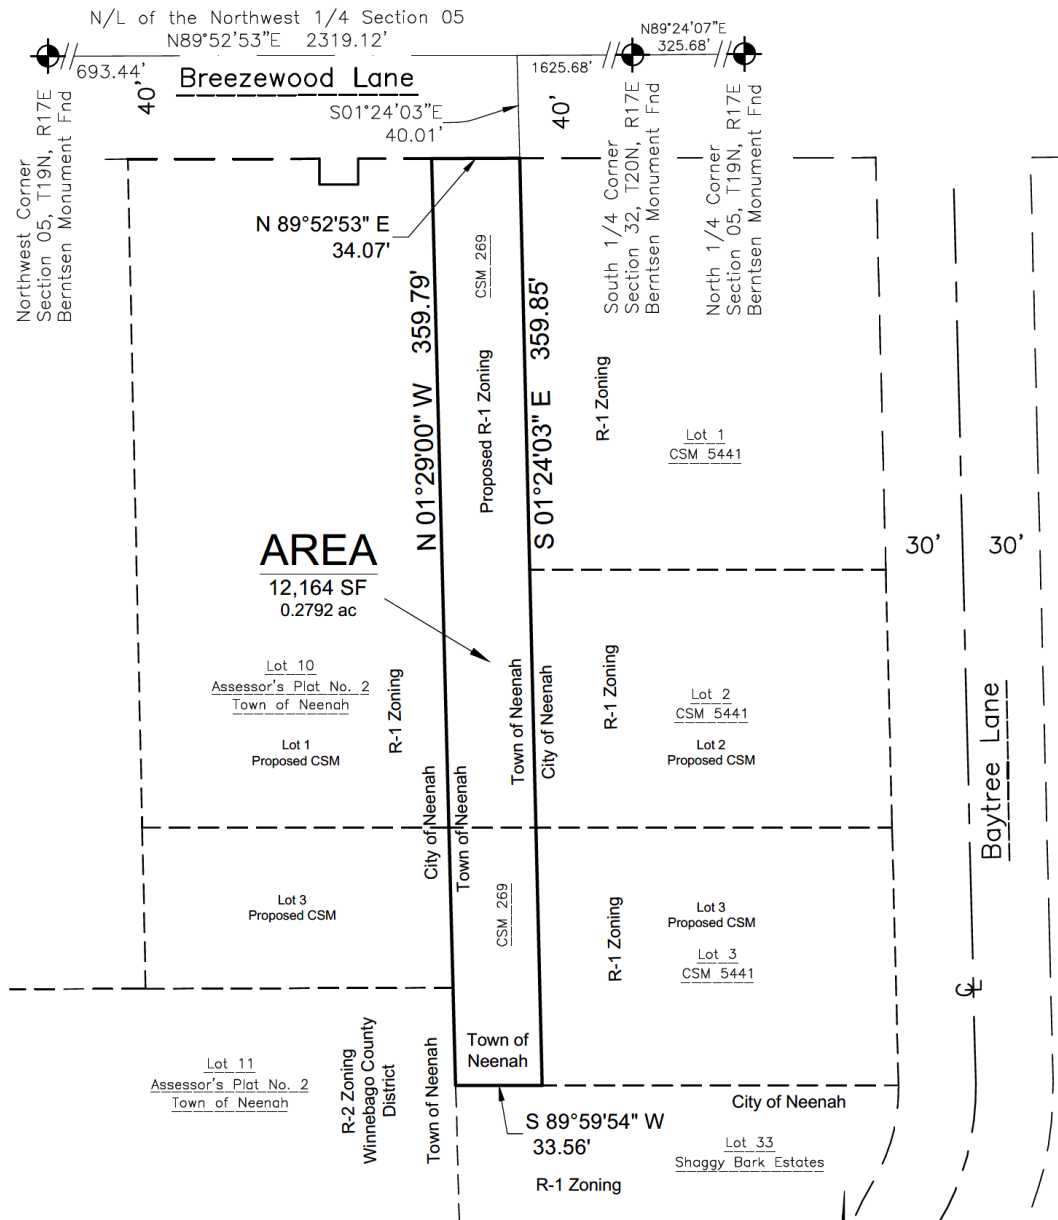 N/L of the Northwest 1/4 Section 05
N89°52'53"E 2319.12'
N89°24'07"E
325.68'
693.44'
1625.68'
Breezewood Lane
40'
40'
S01°24'03"E
40.01'
Northwest Corner
Section 05, T19N, R17E
Berntsen Monument Fnd
South 1/4 Corner
Section 32, T20N, R17E
Berntsen Monument Fnd
North 1/4 Corner
Section 05, T19N, R17E
Berntsen Monument Fnd
N 89°52'53" E
34.07'
CSM 269
N 01°29'00" W 359.79'
S 01°24'03" E 359.85'
Proposed R-1 Zoning
R-1 Zoning
Lot 1
CSM 5441
AREA
12,164 SF
0.2792 ac
30'
30'
Lot 10
Assessor's Plat No. 2
Town of Neenah
Lot 1
Proposed CSM
R-1 Zoning
Town of Neenah
City of Neenah
R-1 Zoning
Lot 2
CSM 5441
Lot 2
Proposed CSM
Baytree Lane
City of Neenah
Town of Neenah
Lot 3
Proposed CSM
CSM 269
R-1 Zoning
Lot 3
Proposed CSM
Lot 3
CSM 5441
CL
Town of
Neenah
Lot 11
Assessor's Plat No. 2
Town of Neenah
R-2 Zoning
Winnebago County
District
Town of Neenah
S 89°59'54" W
33.56'
City of Neenah
Lot 33
Shaggy Bark Estates
R-1 Zoning